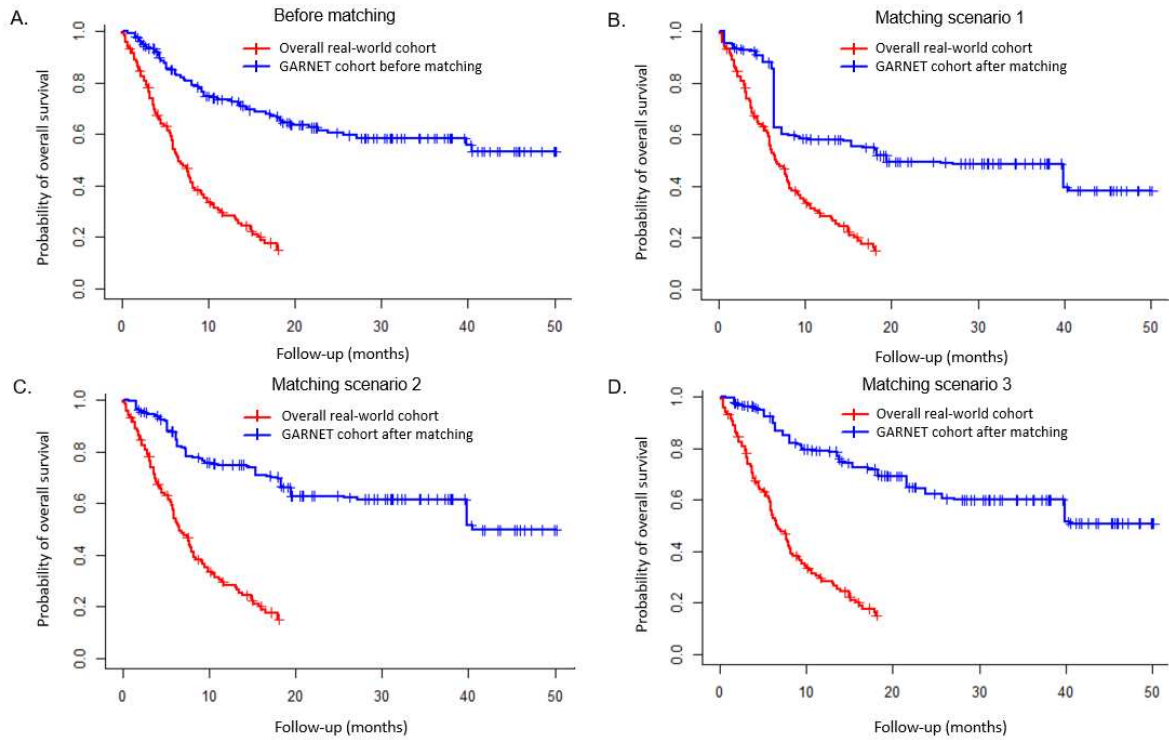 A.
Before matching
Overall real-world cohort
GARNET cohort before matching
Probability of overall survival
1.0
0.8
0.6
0.4
0.2
0.0
0 10 20 30 40 50
Follow-up (months)
B.
Matching scenario 1
Overall real-world cohort
GARNET cohort after matching
Probability of overall survival
1.0
0.8
0.6
0.4
0.2
0.0
0 10 20 30 40 50
Follow-up (months)
C.
Matching scenario 2
Overall real-world cohort
GARNET cohort after matching
Probability of overall survival
1.0
0.8
0.6
0.4
0.2
0.0
0 10 20 30 40 50
Follow-up (months)
D.
Matching scenario 3
Overall real-world cohort
GARNET cohort after matching
Probability of overall survival
1.0
0.8
0.6
0.4
0.2
0.0
0 10 20 30 40 50
Follow-up (months)